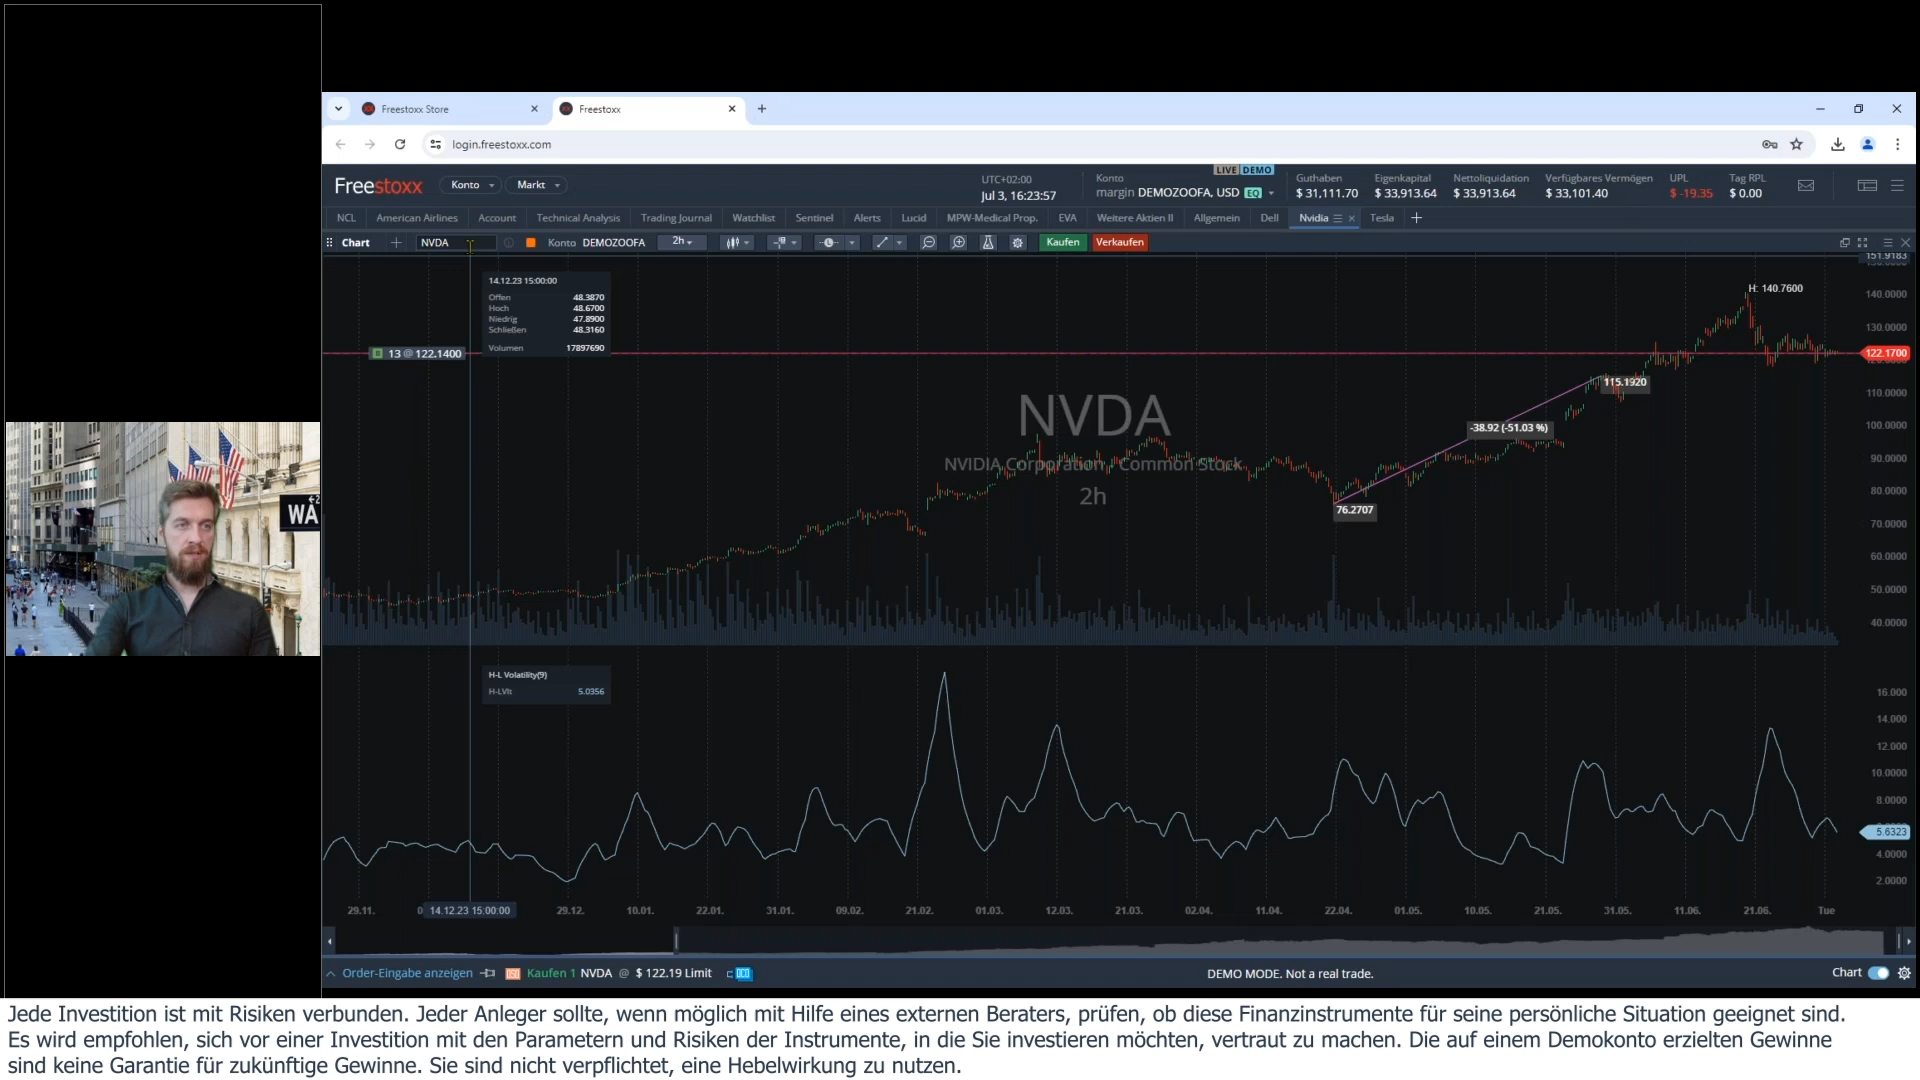 Freestoxx Store
Freestoxx
login.freestoxx.com
LIVE DEMO
Freestoxx Konto Markt
UTC+02:00
Jul 3, 16:23:57
Konto
margin DEMOZOOFA, USD EQ
Guthaben
$ 31,111.70
Eigenkapital
$ 33,913.64
Nettoliquidation
$ 33,913.64
Verfügbares Vermögen
$ 33,101.40
UPL
$ -19.35
Tag RPL
$ 0.00
NCL American Airlines Account Technical Analysis Trading Journal Watchlist Sentinel Alerts Lucid MPW-Medical Prop. EVA Weitere Aktien II Allgemein Dell Nvidia Tesla
Chart NVDA Konto DEMOZOOFA 2h Kaufen Verkaufen
151.9183
14.12.23 15:00:00
Offen 48.3870
Hoch 48.6700
Niedrig 47.8900
Schließen 48.3160
Volumen 17897690
H: 140.7600
140.0000
130.0000
B 13 @ 122.1400
122.1700
115.1920
110.0000
NVDA
100.0000
-38.92 (-51.03 %)
NVIDIA Corporation - Common Stock
90.0000
2h
80.0000
76.2707
70.0000
60.0000
50.0000
40.0000
WA
H-L Volatility(9)
H-LVlt 5.0356
16.000
14.000
12.000
10.0000
8.0000
5.6323
4.0000
2.0000
29.11. 14.12.23 15:00:00 29.12. 10.01. 22.01. 31.01. 09.02. 21.02. 01.03. 12.03. 21.03. 02.04. 11.04. 22.04. 01.05. 10.05. 21.05. 31.05. 11.06. 21.06. Tue
Order-Eingabe anzeigen OSO Kaufen 1 NVDA @ $ 122.19 Limit OCO DEMO MODE. Not a real trade. Chart
Jede Investition ist mit Risiken verbunden. Jeder Anleger sollte, wenn möglich mit Hilfe eines externen Beraters, prüfen, ob diese Finanzinstrumente für seine persönliche Situation geeignet sind.
Es wird empfohlen, sich vor einer Investition mit den Parametern und Risiken der Instrumente, in die Sie investieren möchten, vertraut zu machen. Die auf einem Demokonto erzielten Gewinne
sind keine Garantie für zukünftige Gewinne. Sie sind nicht verpflichtet, eine Hebelwirkung zu nutzen.